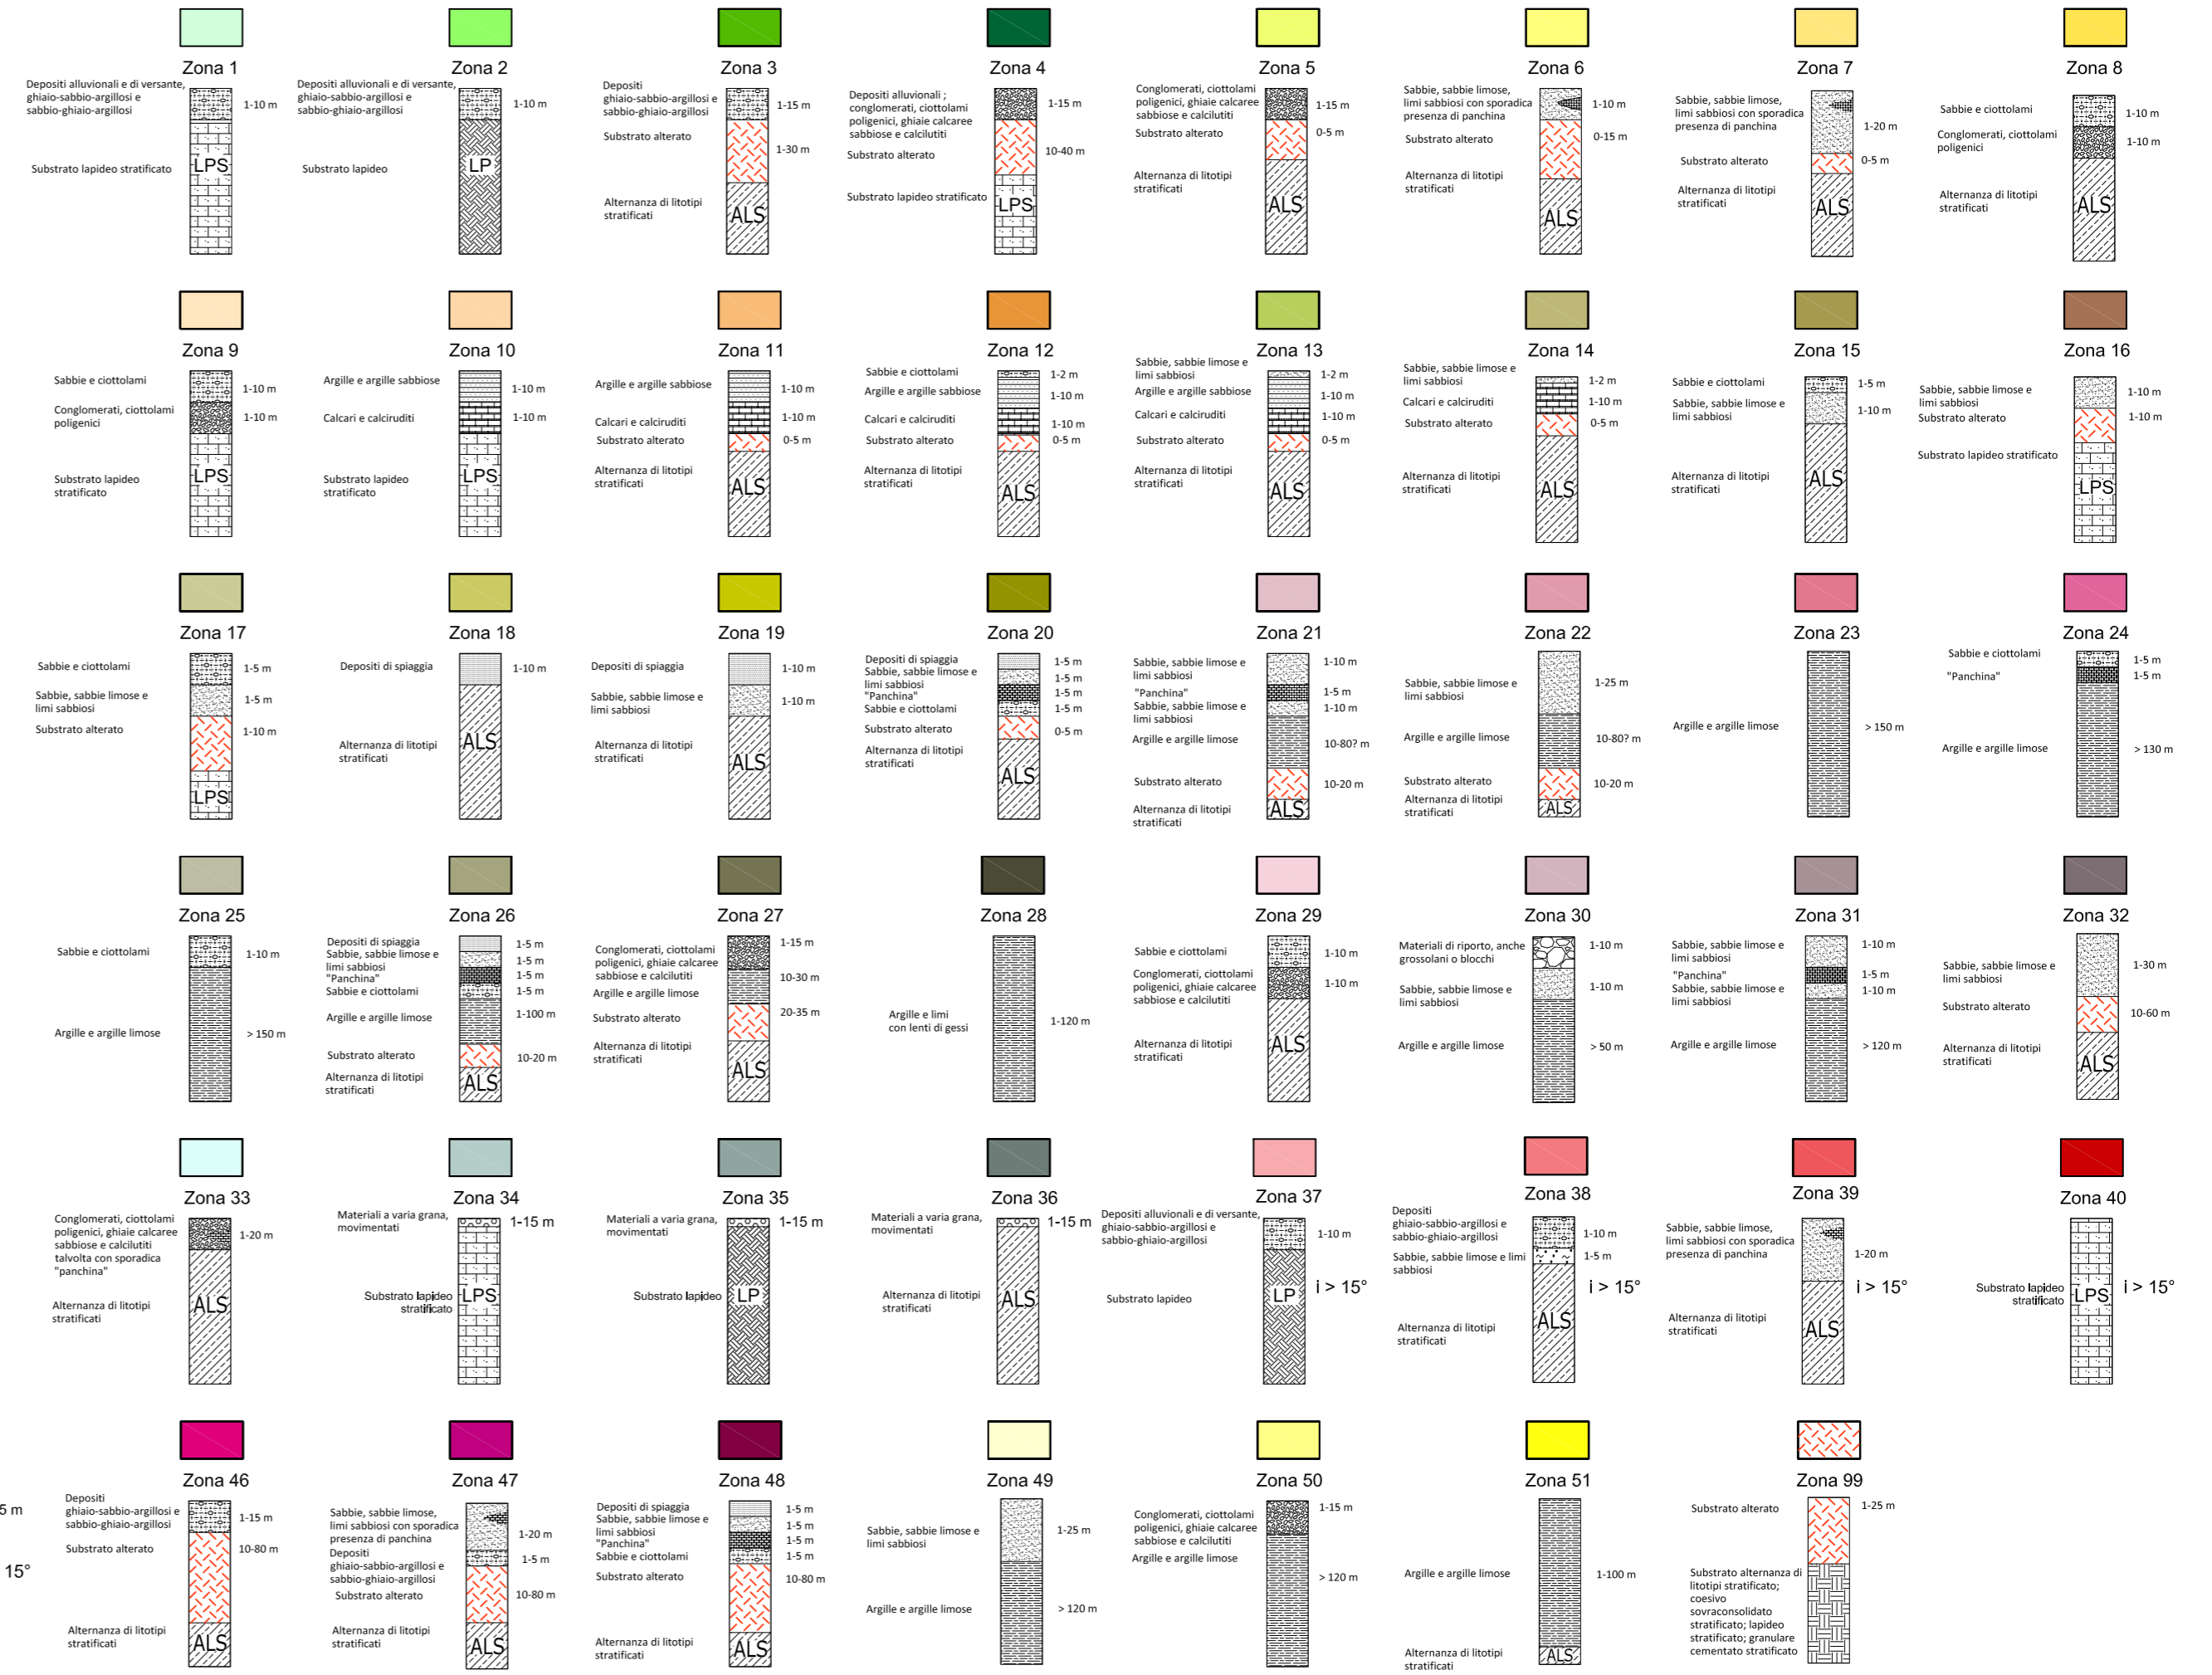 Zona 1
Depositi alluvionali e di versante,
ghiaio-sabbio-argillosi e
sabbio-ghiaio-argillosi
1-10 m
Substrato lapideo stratificato
LPS
Zona 2
Depositi alluvionali e di versante,
ghiaio-sabbio-argillosi e
sabbio-ghiaio-argillosi
1-10 m
Substrato lapideo
LP
Zona 3
Depositi
ghiaio-sabbio-argillosi e
sabbio-ghiaio-argillosi
1-15 m
Substrato alterato
1-30 m
Alternanza di litotipi
stratificati
ALS
Zona 4
Depositi alluvionali ;
conglomerati, ciottolami
poligenici, ghiaie calcaree
sabbiose e calcilutiti
1-15 m
Substrato alterato
10-40 m
Substrato lapideo stratificato
LPS
Zona 5
Conglomerati, ciottolami
poligenici, ghiaie calcaree
sabbiose e calcilutiti
1-15 m
Substrato alterato
0-5 m
Alternanza di litotipi
stratificati
ALS
Zona 6
Sabbie, sabbie limose,
limi sabbiosi con sporadica
presenza di panchina
1-10 m
Substrato alterato
0-15 m
Alternanza di litotipi
stratificati
ALS
Zona 7
Sabbie, sabbie limose,
limi sabbiosi con sporadica
presenza di panchina
1-20 m
Substrato alterato
0-5 m
Alternanza di litotipi
stratificati
ALS
Zona 8
Sabbie e ciottolami
1-10 m
Conglomerati, ciottolami
poligenici
1-10 m
Alternanza di litotipi
stratificati
ALS
Zona 9
Sabbie e ciottolami
1-10 m
Conglomerati, ciottolami
poligenici
1-10 m
Substrato lapideo
stratificato
LPS
Zona 10
Argille e argille sabbiose
1-10 m
Calcari e calciruditi
1-10 m
Substrato lapideo
stratificato
LPS
Zona 11
Argille e argille sabbiose
1-10 m
Calcari e calciruditi
1-10 m
Substrato alterato
0-5 m
Alternanza di litotipi
stratificati
ALS
Zona 12
Sabbie e ciottolami
1-2 m
Argille e argille sabbiose
1-10 m
Calcari e calciruditi
1-10 m
Substrato alterato
0-5 m
Alternanza di litotipi
stratificati
ALS
Zona 13
Sabbie, sabbie limose e
limi sabbiosi
1-2 m
Argille e argille sabbiose
1-10 m
Calcari e calciruditi
1-10 m
Substrato alterato
0-5 m
Alternanza di litotipi
stratificati
ALS
Zona 14
Sabbie, sabbie limose e
limi sabbiosi
1-2 m
Calcari e calciruditi
1-10 m
Substrato alterato
0-5 m
Alternanza di litotipi
stratificati
ALS
Zona 15
Sabbie e ciottolami
1-5 m
Sabbie, sabbie limose e
limi sabbiosi
1-10 m
Alternanza di litotipi
stratificati
ALS
Zona 16
Sabbie, sabbie limose e
limi sabbiosi
1-10 m
Substrato alterato
1-10 m
Substrato lapideo stratificato
LPS
Zona 17
Sabbie e ciottolami
1-5 m
Sabbie, sabbie limose e
limi sabbiosi
1-5 m
Substrato alterato
1-10 m
LPS
Zona 18
Depositi di spiaggia
1-10 m
Alternanza di litotipi
stratificati
ALS
Zona 19
Depositi di spiaggia
1-10 m
Sabbie, sabbie limose e
limi sabbiosi
1-10 m
Alternanza di litotipi
stratificati
ALS
Zona 20
Depositi di spiaggia
1-5 m
Sabbie, sabbie limose e
limi sabbiosi
1-5 m
"Panchina"
1-5 m
Sabbie e ciottolami
1-5 m
Substrato alterato
0-5 m
Alternanza di litotipi
stratificati
ALS
Zona 21
Sabbie, sabbie limose e
limi sabbiosi
1-10 m
"Panchina"
1-5 m
Sabbie, sabbie limose e
limi sabbiosi
1-10 m
Argille e argille limose
10-80? m
Substrato alterato
10-20 m
Alternanza di litotipi
stratificati
ALS
Zona 22
Sabbie, sabbie limose e
limi sabbiosi
1-25 m
Argille e argille limose
10-80? m
Substrato alterato
10-20 m
Alternanza di litotipi
stratificati
ALS
Zona 23
Argille e argille limose
> 150 m
Zona 24
Sabbie e ciottolami
1-5 m
"Panchina"
1-5 m
Argille e argille limose
> 130 m
Zona 25
Sabbie e ciottolami
1-10 m
Argille e argille limose
> 150 m
Zona 26
Depositi di spiaggia
1-5 m
Sabbie, sabbie limose e
limi sabbiosi
1-5 m
"Panchina"
1-5 m
Sabbie e ciottolami
1-5 m
Argille e argille limose
1-100 m
Substrato alterato
10-20 m
Alternanza di litotipi
stratificati
ALS
Zona 27
Conglomerati, ciottolami
poligenici, ghiaie calcaree
sabbiose e calcilutiti
1-15 m
Argille e argille limose
10-30 m
Substrato alterato
20-35 m
Alternanza di litotipi
stratificati
ALS
Zona 28
Argille e limi
con lenti di gessi
1-120 m
Zona 29
Sabbie e ciottolami
1-10 m
Conglomerati, ciottolami
poligenici, ghiaie calcaree
sabbiose e calcilutiti
1-10 m
Alternanza di litotipi
stratificati
ALS
Zona 30
Materiali di riporto, anche
grossolani o blocchi
1-10 m
Sabbie, sabbie limose e
limi sabbiosi
1-10 m
Argille e argille limose
> 50 m
Zona 31
Sabbie, sabbie limose e
limi sabbiosi
1-10 m
"Panchina"
1-5 m
Sabbie, sabbie limose e
limi sabbiosi
1-10 m
Argille e argille limose
> 120 m
Zona 32
Sabbie, sabbie limose e
limi sabbiosi
1-30 m
Substrato alterato
10-60 m
Alternanza di litotipi
stratificati
ALS
Zona 33
Conglomerati, ciottolami
poligenici, ghiaie calcaree
sabbiose e calcilutiti
talvolta con sporadica
"panchina"
1-20 m
Alternanza di litotipi
stratificati
ALS
Zona 34
Materiali a varia grana,
movimentati
1-15 m
Substrato lapideo
stratificato
LPS
Zona 35
Materiali a varia grana,
movimentati
1-15 m
Substrato lapideo
LP
Zona 36
Materiali a varia grana,
movimentati
1-15 m
Alternanza di litotipi
stratificati
ALS
Zona 37
Depositi alluvionali e di versante,
ghiaio-sabbio-argillosi e
sabbio-ghiaio-argillosi
1-10 m
Substrato lapideo
LP
i > 15°
Zona 38
Depositi
ghiaio-sabbio-argillosi e
sabbio-ghiaio-argillosi
1-10 m
Sabbie, sabbie limose e limi
sabbiosi
1-5 m
i > 15°
Alternanza di litotipi
stratificati
ALS
Zona 39
Sabbie, sabbie limose,
limi sabbiosi con sporadica
presenza di panchina
1-20 m
i > 15°
Alternanza di litotipi
stratificati
ALS
Zona 40
Substrato lapideo
stratificato
LPS
i > 15°
5 m
15°
Zona 46
Depositi
ghiaio-sabbio-argillosi e
sabbio-ghiaio-argillosi
1-15 m
Substrato alterato
10-80 m
Alternanza di litotipi
stratificati
ALS
Zona 47
Sabbie, sabbie limose,
limi sabbiosi con sporadica
presenza di panchina
1-20 m
Depositi
ghiaio-sabbio-argillosi e
sabbio-ghiaio-argillosi
1-5 m
Substrato alterato
10-80 m
Alternanza di litotipi
stratificati
ALS
Zona 48
Depositi di spiaggia
1-5 m
Sabbie, sabbie limose e
limi sabbiosi
1-5 m
"Panchina"
1-5 m
Sabbie e ciottolami
1-5 m
Substrato alterato
10-80 m
Alternanza di litotipi
stratificati
ALS
Zona 49
Sabbie, sabbie limose e
limi sabbiosi
1-25 m
Argille e argille limose
> 120 m
Zona 50
Conglomerati, ciottolami
poligenici, ghiaie calcaree
sabbiose e calcilutiti
1-15 m
Argille e argille limose
> 120 m
Zona 51
Argille e argille limose
1-100 m
Alternanza di litotipi
stratificati
ALS
Zona 99
Substrato alterato
1-25 m
Substrato alternanza di
litotipi stratificato;
coesivo
sovraconsolidato
stratificato; lapideo
stratificato; granulare
cementato stratificato